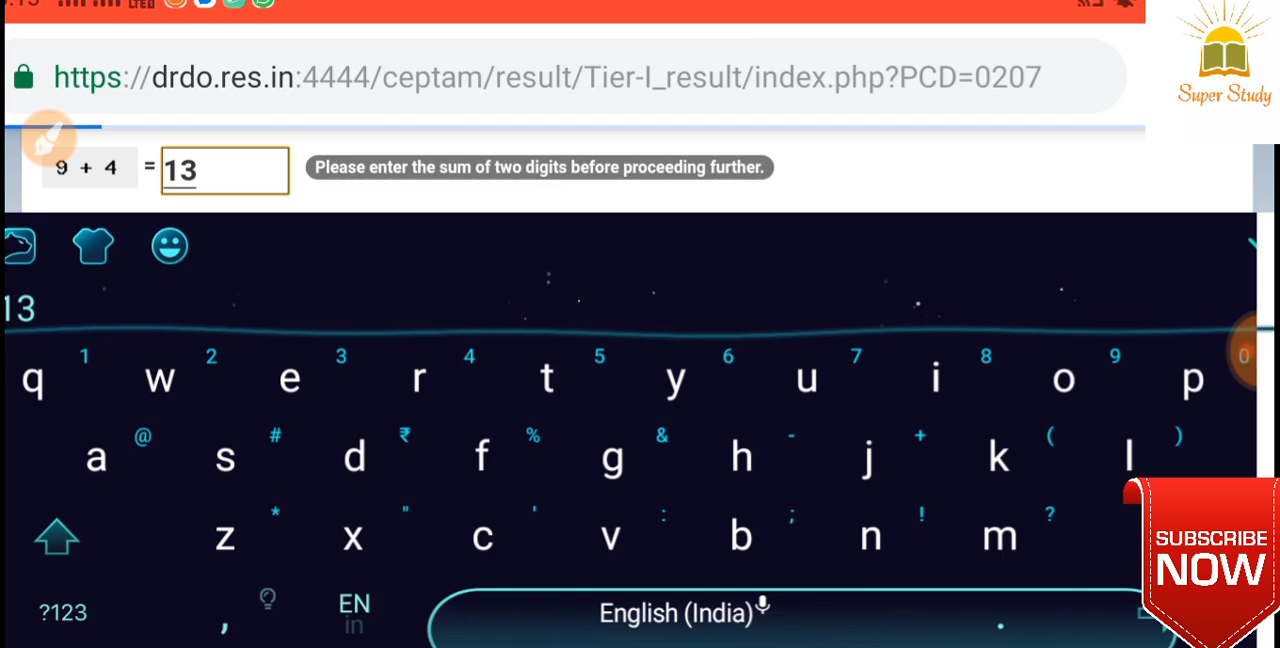 https://drdo.res.in:4444/ceptam/result/Tier-I_result/index.php?PCD=0207
Super Study
9 + 4 = 13 Please enter the sum of two digits before proceeding further.
13
1 2 3 4 5 6 7 8 9 0
q w e r t y u i o p
@ # ₹ % & - + ( )
a s d f g h j k l
* " ' : ; ! ?
z x c v b n m
SUBSCRIBE
NOW
?123 , EN English (India) .
in